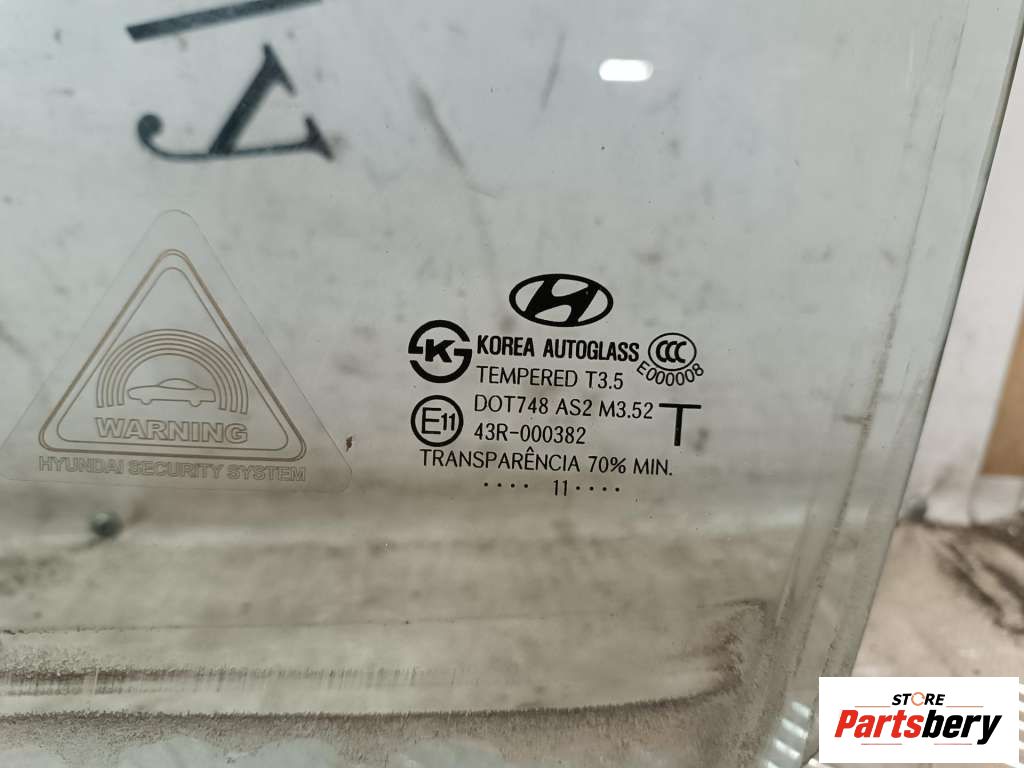 KOREA AUTOGLASS
CCC
E000008
K
TEMPERED T3.5
E11
DOT748 AS2 M3.52
T
43R-000382
TRANSPARÊNCIA 70% MIN.
···· 11 ····
WARNING
HYUNDAI SECURITY SYSTEM
STORE
Partsbery